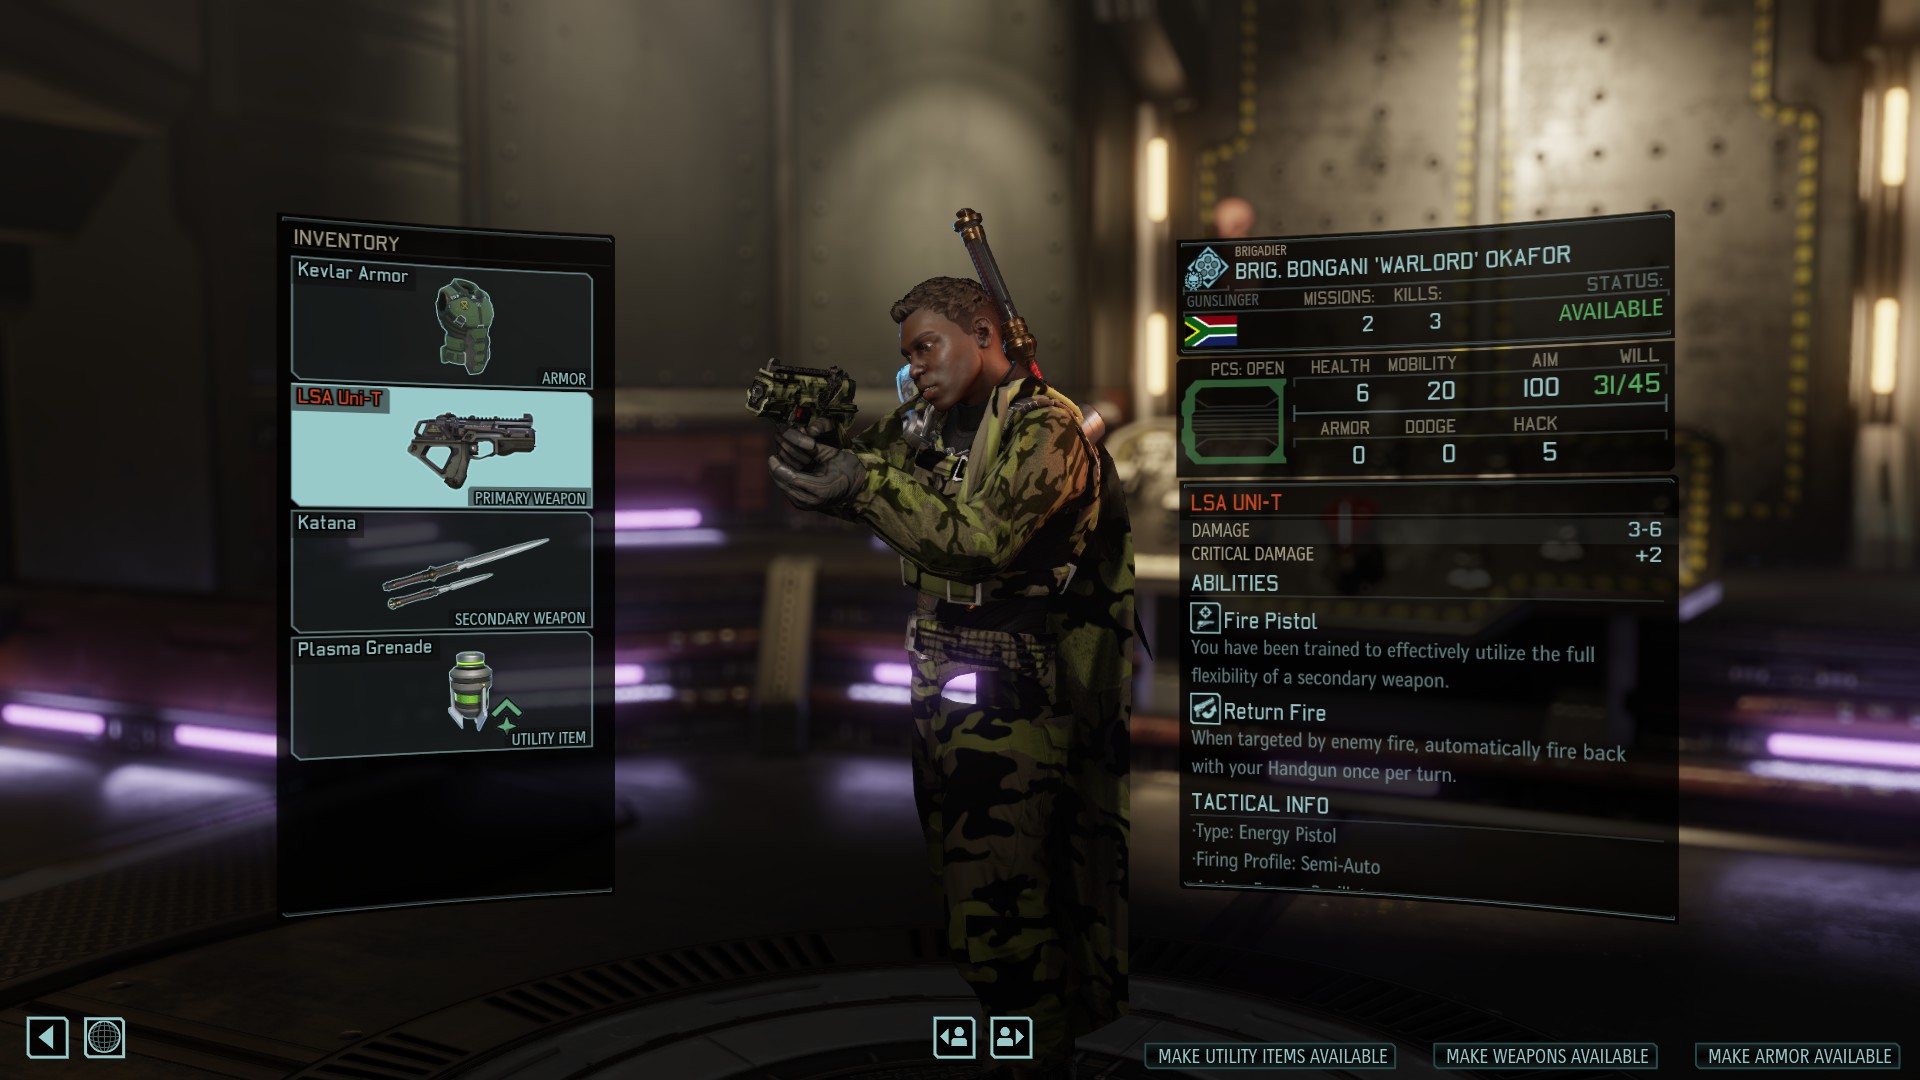 INVENTORY
Kevlar Armor
ARMOR
LSA Uni-T
PRIMARY WEAPON
Katana
SECONDARY WEAPON
Plasma Grenade
UTILITY ITEM
BRIGADIER
BRIG. BONGANI 'WARLORD' OKAFOR
GUNSLINGER
MISSIONS: KILLS: STATUS:
2 3 AVAILABLE
PCS: OPEN HEALTH MOBILITY AIM WILL
6 20 100 31/45
ARMOR DODGE HACK
0 0 5
LSA UNI-T
DAMAGE 3-6
CRITICAL DAMAGE +2
ABILITIES
Fire Pistol
You have been trained to effectively utilize the full
flexibility of a secondary weapon.
Return Fire
When targeted by enemy fire, automatically fire back
with your Handgun once per turn.
TACTICAL INFO
·Type: Energy Pistol
·Firing Profile: Semi-Auto
MAKE UTILITY ITEMS AVAILABLE
MAKE WEAPONS AVAILABLE
MAKE ARMOR AVAILABLE